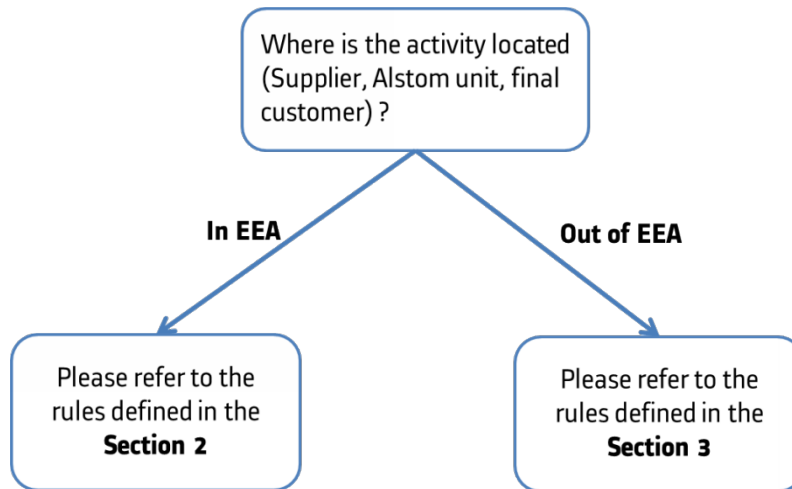 Where is the activity located
(Supplier, Alstom unit, final
customer) ?
In EEA
Out of EEA
Please refer to the
rules defined in the
Section 2
Please refer to the
rules defined in the
Section 3